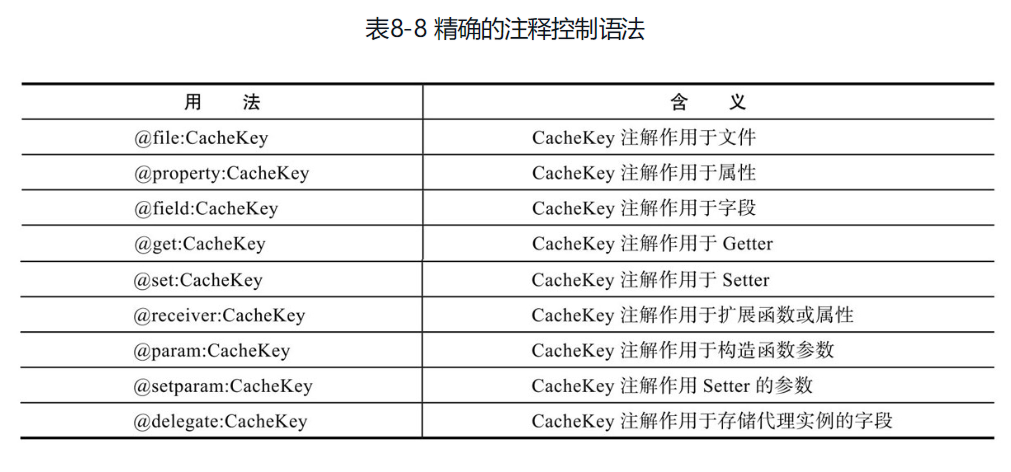 表8-8 精确的注释控制语法
用 法 含 义
@file:CacheKey CacheKey 注解作用于文件
@property:CacheKey CacheKey 注解作用于属性
@field:CacheKey CacheKey 注解作用于字段
@get:CacheKey CacheKey 注解作用于 Getter
@set:CacheKey CacheKey 注解作用于 Setter
@receiver:CacheKey CacheKey 注解作用于扩展函数或属性
@param:CacheKey CacheKey 注解作用于构造函数参数
@setparam:CacheKey CacheKey 注解作用 Setter 的参数
@delegate:CacheKey CacheKey 注解作用于存储代理实例的字段